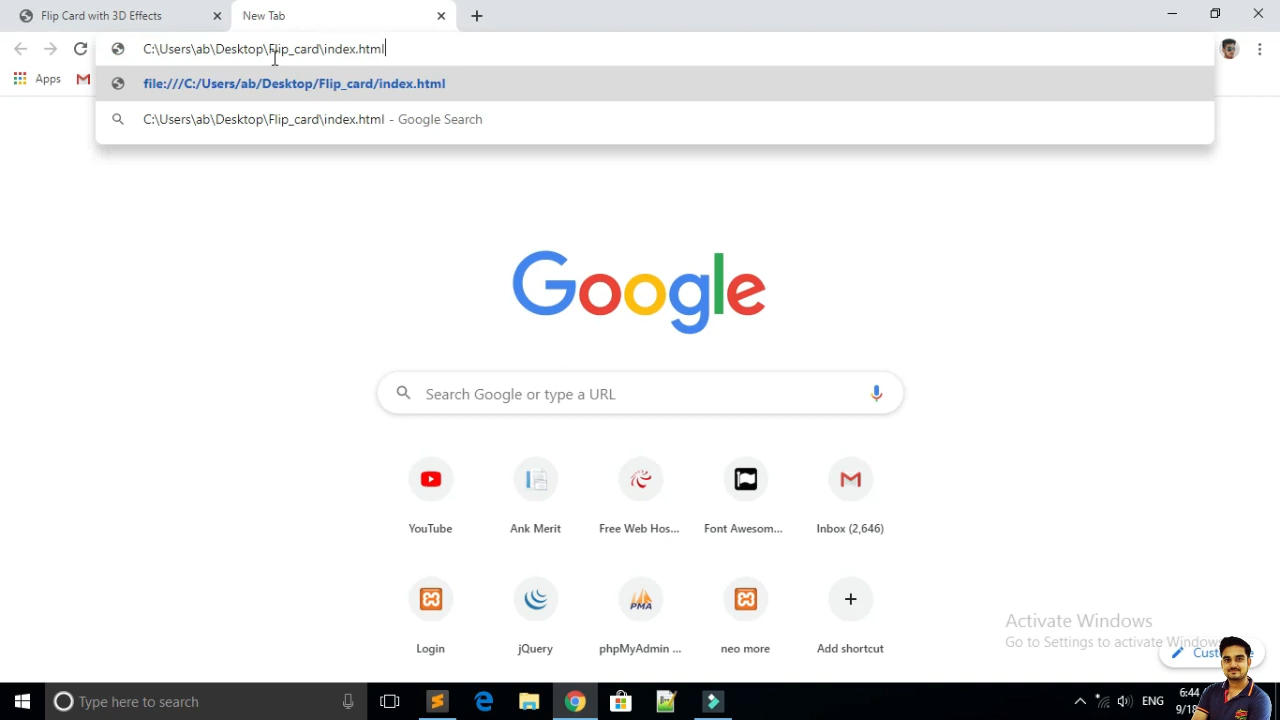 Flip Card with 3D Effects
New Tab
C:\Users\ab\Desktop\Flip_card\index.html
Apps
file:///C:/Users/ab/Desktop/Flip_card/index.html
C:\Users\ab\Desktop\Flip_card\index.html - Google Search
Google
Search Google or type a URL
YouTube
Ank Merit
Free Web Hos...
Font Awesom...
Inbox (2,646)
PMA
Login
jQuery
phpMyAdmin ...
neo more
Add shortcut
Activate Windows
Go to Settings to activate Windows
Type here to search
ENG
6:44
9/18